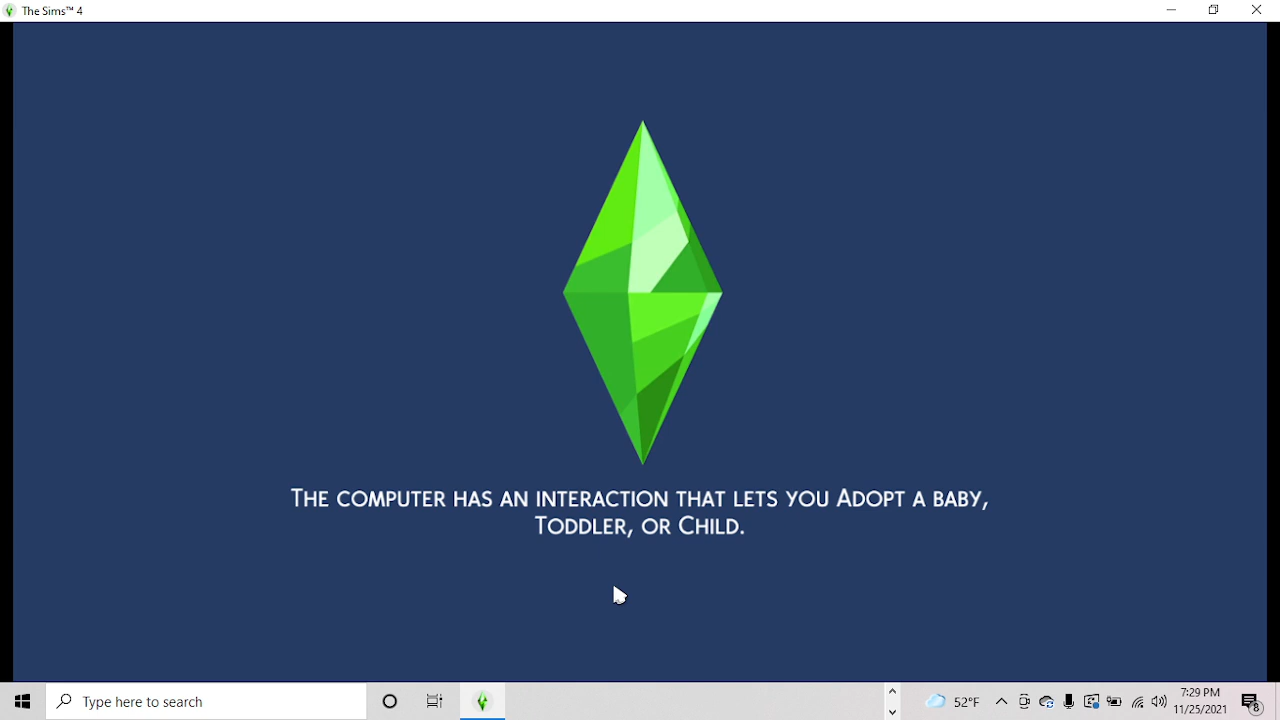 The Sims™ 4
THE COMPUTER HAS AN INTERACTION THAT LETS YOU ADOPT A BABY,
TODDLER, OR CHILD.
Type here to search
52°F
7:29 PM
11/25/2021
8